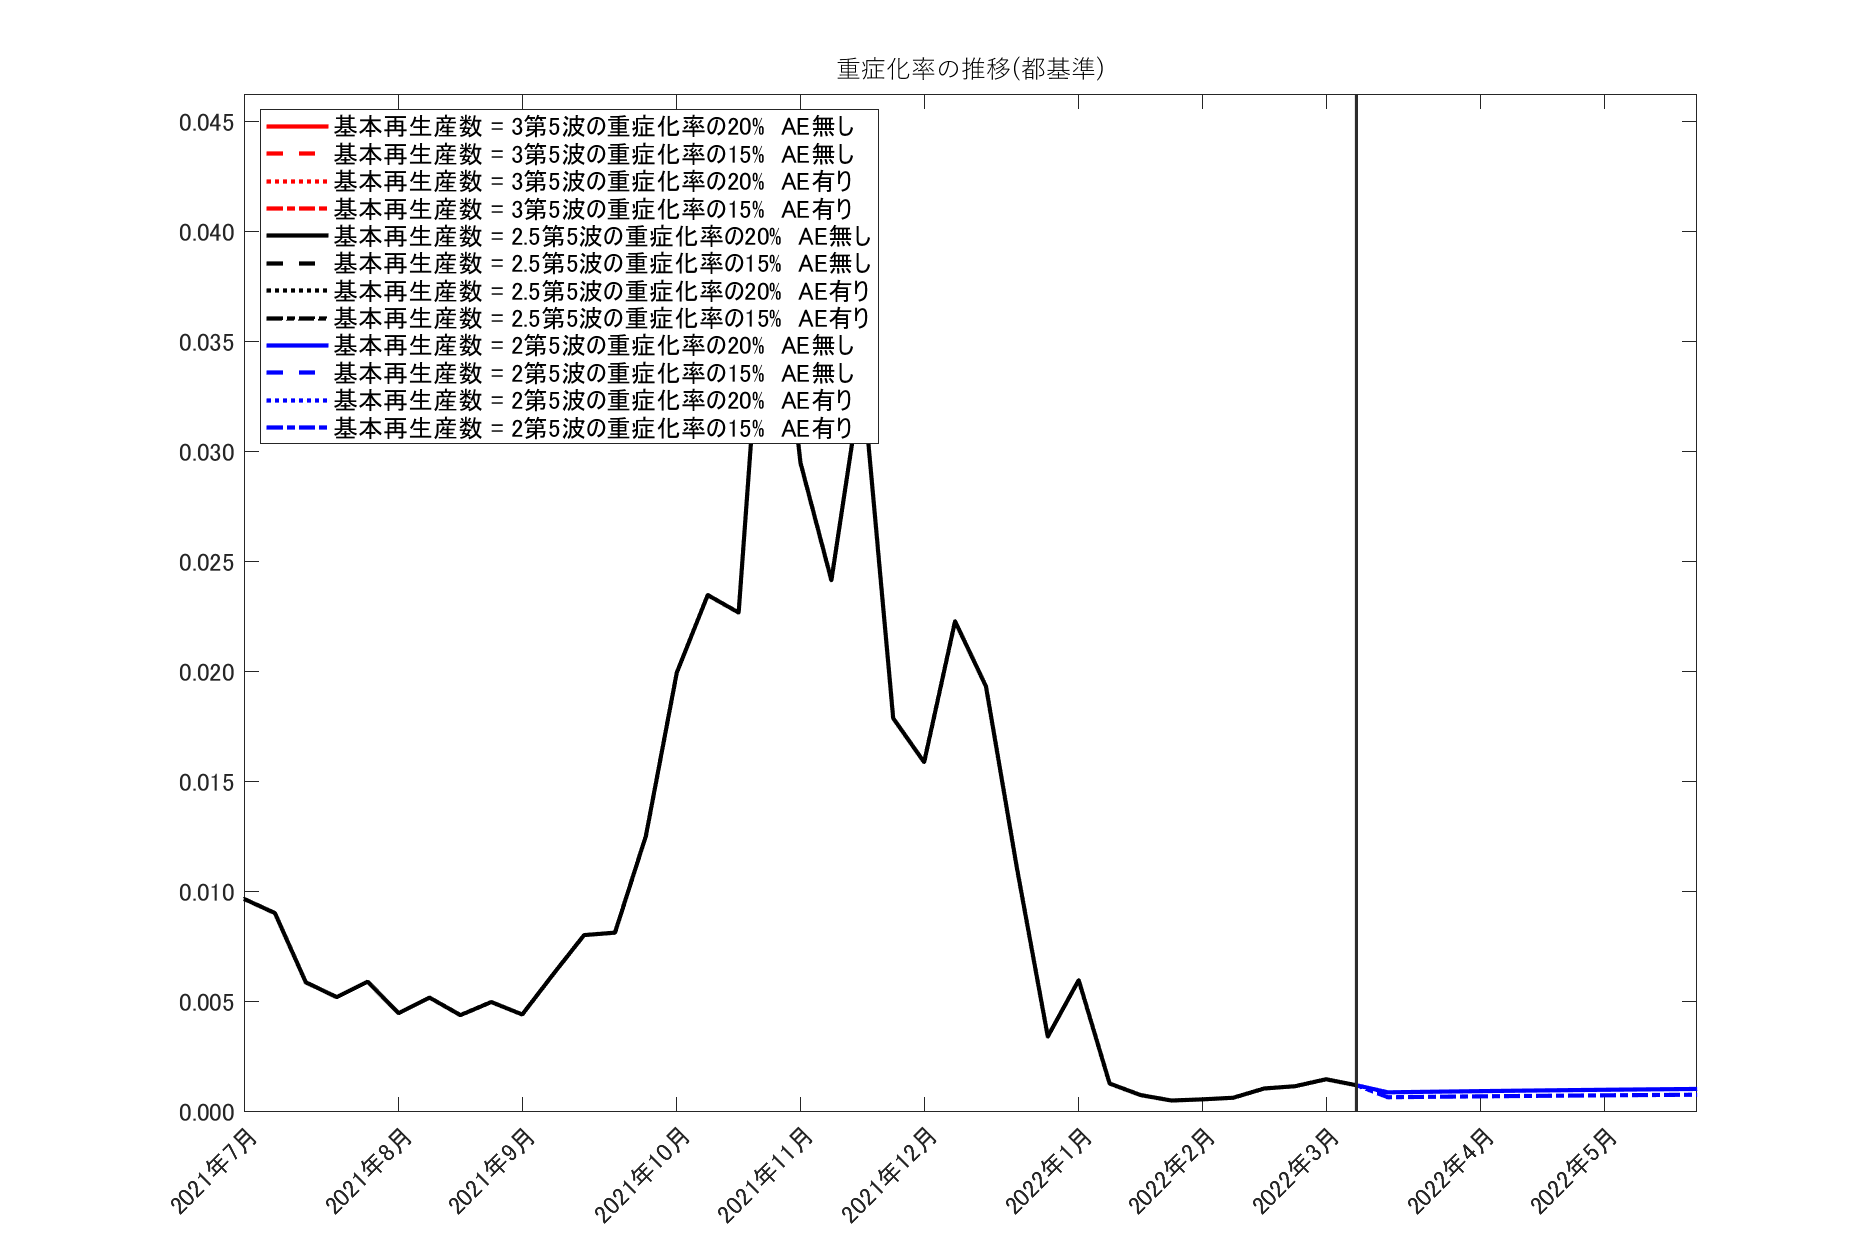 重症化率の推移(都基準)
基本再生産数 = 3第5波の重症化率の20% AE無し
基本再生産数 = 3第5波の重症化率の15% AE無し
基本再生産数 = 3第5波の重症化率の20% AE有り
基本再生産数 = 3第5波の重症化率の15% AE有り
基本再生産数 = 2.5第5波の重症化率の20% AE無し
基本再生産数 = 2.5第5波の重症化率の15% AE無し
基本再生産数 = 2.5第5波の重症化率の20% AE有り
基本再生産数 = 2.5第5波の重症化率の15% AE有り
基本再生産数 = 2第5波の重症化率の20% AE無し
基本再生産数 = 2第5波の重症化率の15% AE無し
基本再生産数 = 2第5波の重症化率の20% AE有り
基本再生産数 = 2第5波の重症化率の15% AE有り
0.045
0.040
0.035
0.030
0.025
0.020
0.015
0.010
0.005
0.000
2021年7月
2021年8月
2021年9月
2021年10月
2021年11月
2021年12月
2022年1月
2022年2月
2022年3月
2022年4月
2022年5月